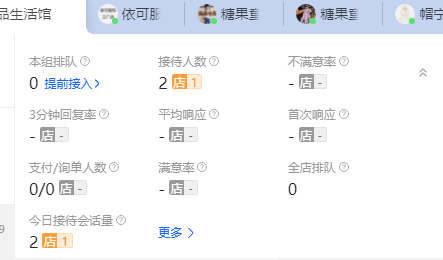 品生活馆 依可服 糖果童 糖果童 帽宁
本组排队 接待人数 不满意率
0 提前接入 2 店 1 - 店 -
3分钟回复率 平均响应 首次响应
- 店 - - 店 - - 店 -
支付/询单人数 满意率 全店排队
0/0 店 - - 店 - 0
今日接待会话量
2 店 1 更多
9